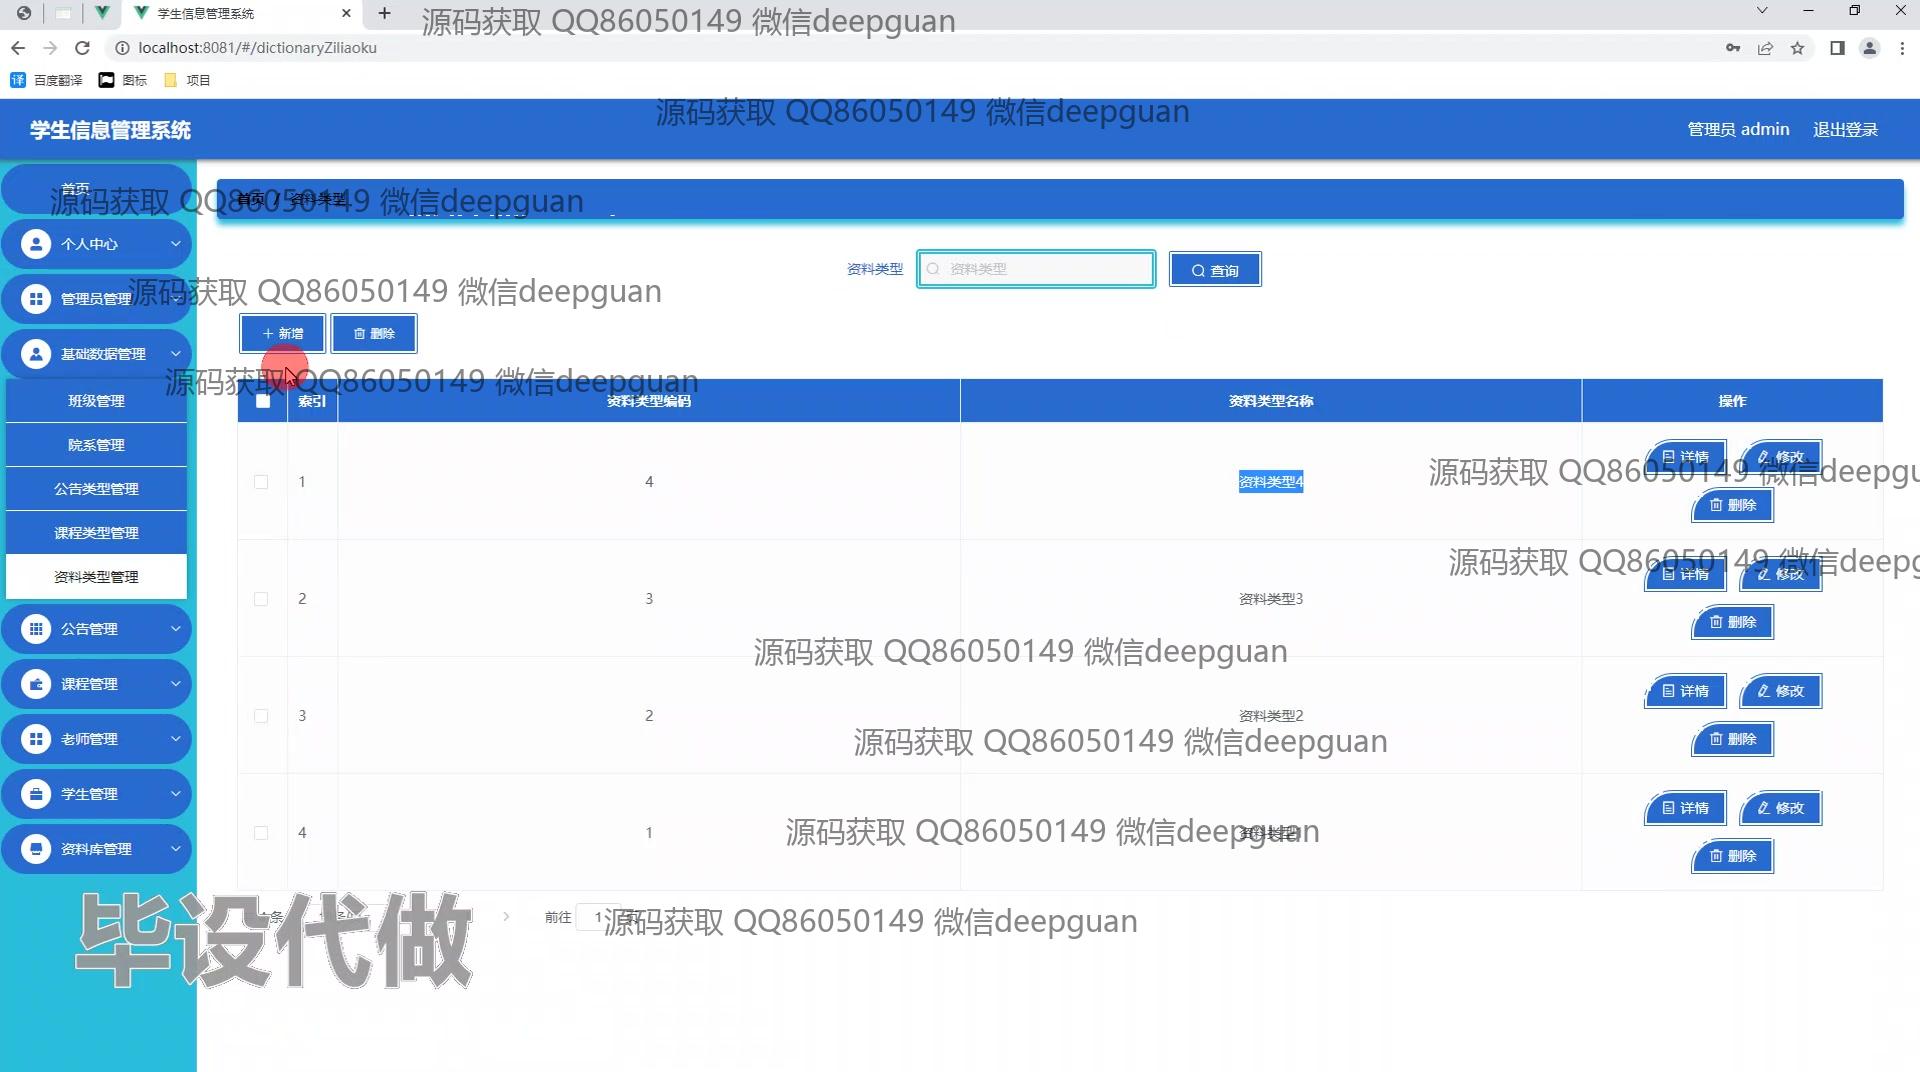 学生信息管理系统
源码获取 QQ86050149 微信deepguan
localhost:8081/#/dictionaryZiliaoku
百度翻译 图标 项目
源码获取 QQ86050149 微信deepguan
学生信息管理系统
管理员 admin 退出登录
首页
源码获取 QQ86050149 微信deepguan
首页 / 资料类型
个人中心
资料类型 资料类型 查询
管理员管理
源码获取 QQ86050149 微信deepguan
新增 删除
基础数据管理
源码获取 QQ86050149 微信deepguan
班级管理
索引 资料类型编码 资料类型名称 操作
院系管理
1 4 资料类型4 详情 修改
源码获取 QQ86050149 微信deepgu
公告类型管理
删除
课程类型管理
源码获取 QQ86050149 微信deepg
资料类型管理
2 3 资料类型3 详情 修改
删除
公告管理
源码获取 QQ86050149 微信deepguan
课程管理
3 2 资料类型2 详情 修改
删除
老师管理
源码获取 QQ86050149 微信deepguan
学生管理
4 1 详情 修改
源码获取 QQ86050149 微信deepguan
删除
资料库管理
前往 1
源码获取 QQ86050149 微信deepguan
毕设代做